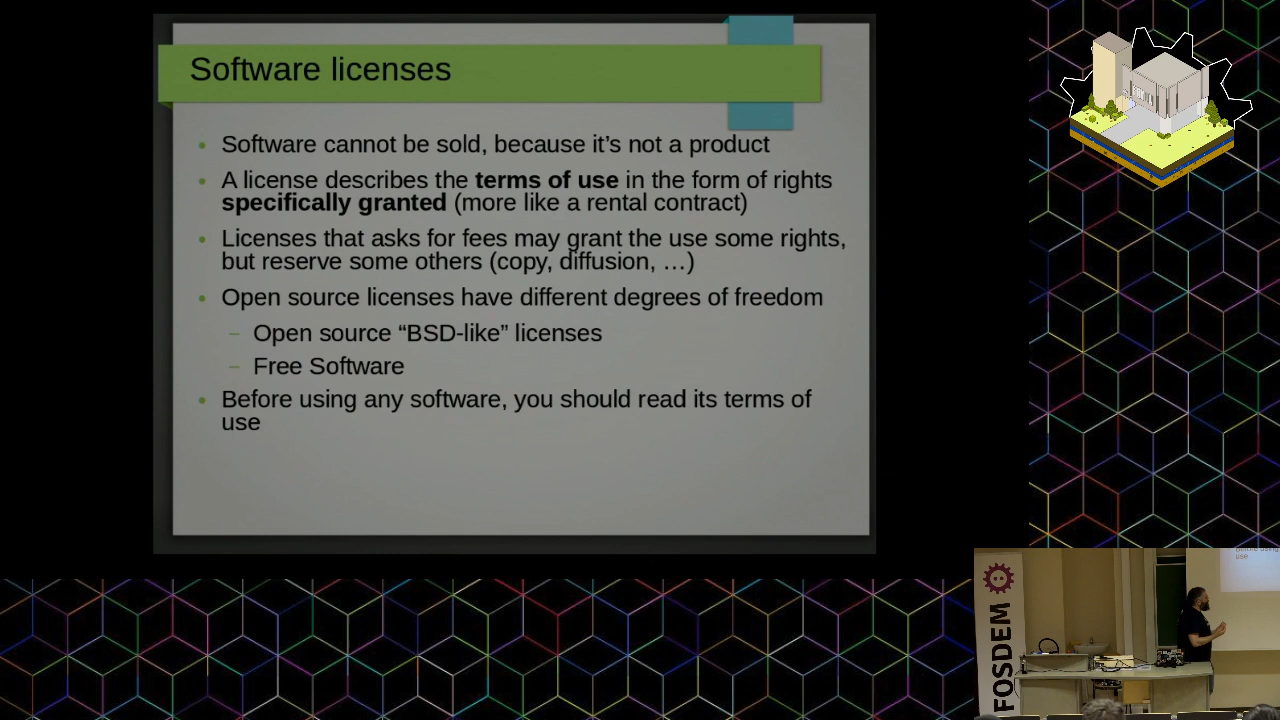 Software licenses
• Software cannot be sold, because it’s not a product
• A license describes the terms of use in the form of rights
specifically granted (more like a rental contract)
• Licenses that asks for fees may grant the use some rights,
but reserve some others (copy, diffusion, …)
• Open source licenses have different degrees of freedom
– Open source “BSD-like” licenses
– Free Software
• Before using any software, you should read its terms of
use
FOSDEM
use